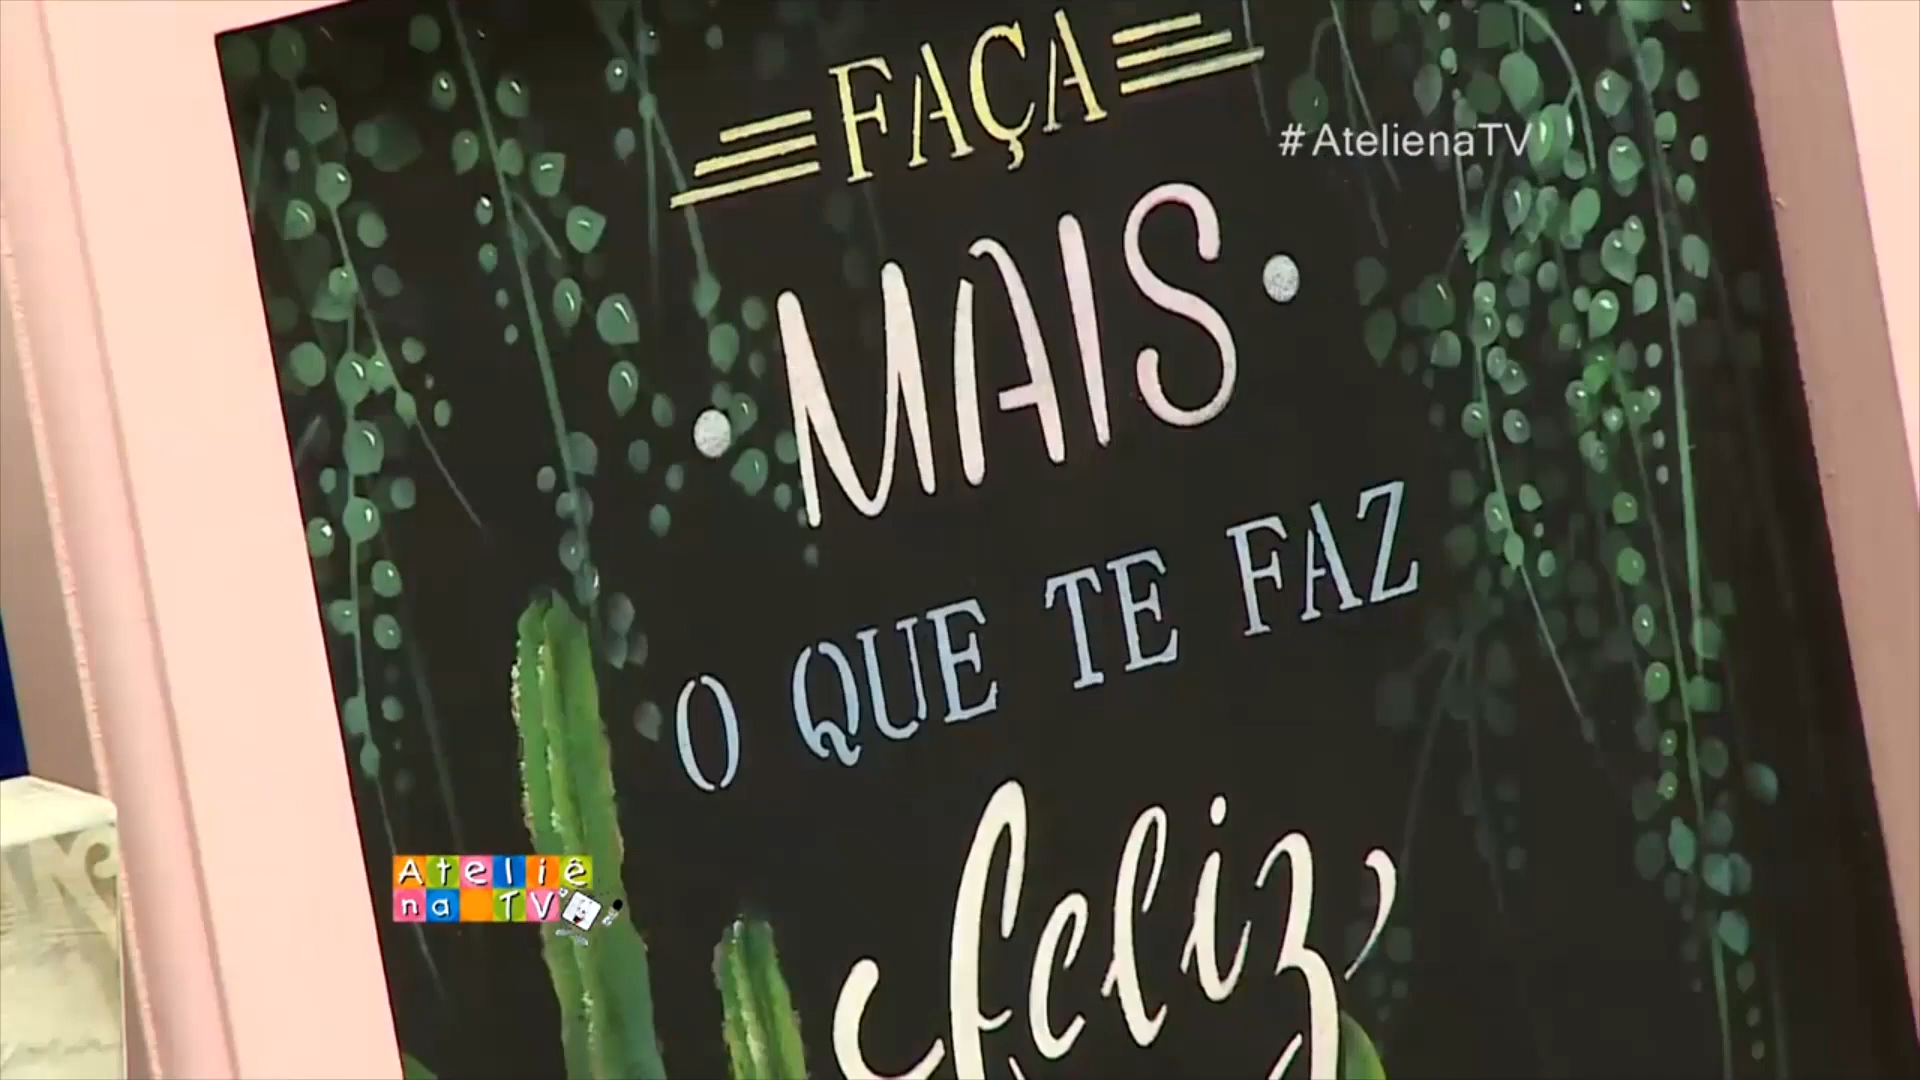 FAÇA
#AtelienaTV
MAIS
O QUE TE FAZ
feliz
Ateliê
na TV